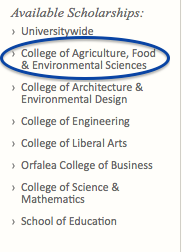 Available Scholarships:
› Universitywide
› College of Agriculture, Food
& Environmental Sciences
› College of Architecture &
Environmental Design
› College of Engineering
› College of Liberal Arts
› Orfalea College of Business
› College of Science &
Mathematics
› School of Education